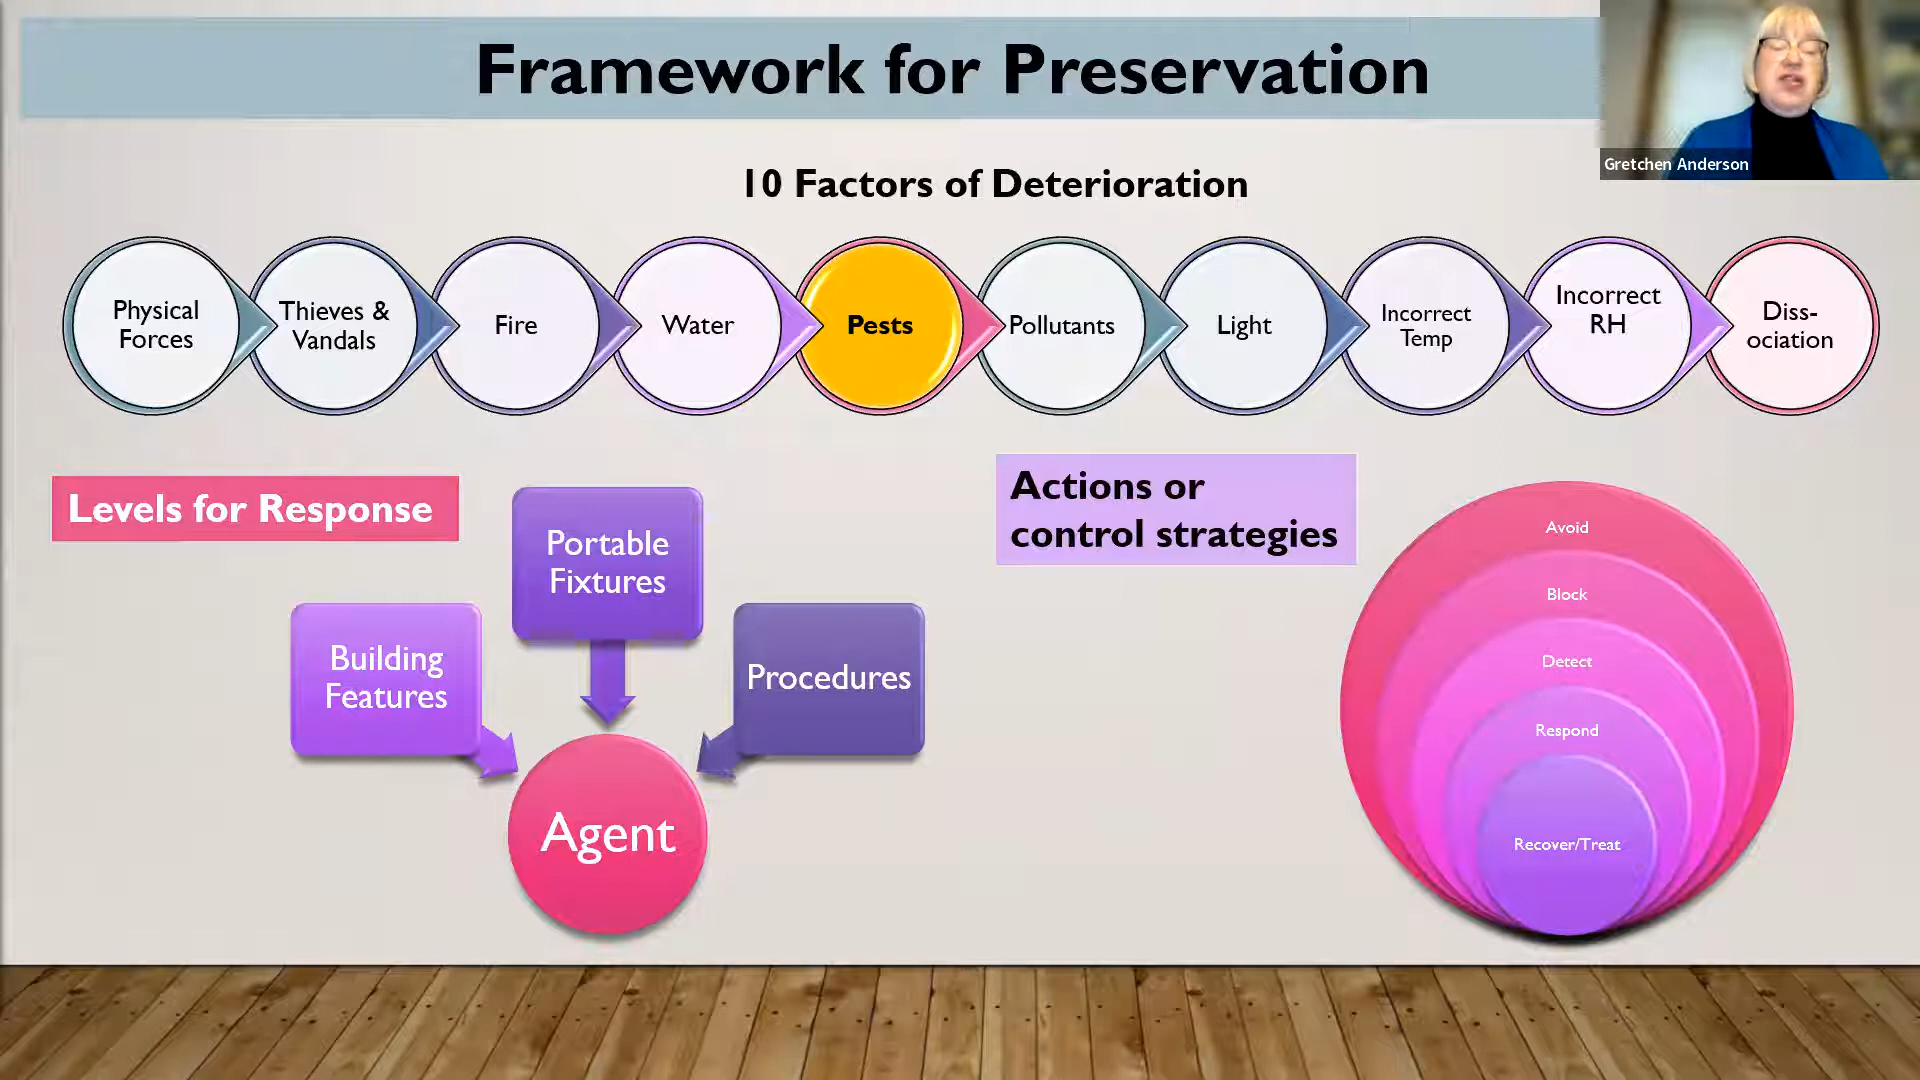 Framework for Preservation
Gretchen Anderson
10 Factors of Deterioration
Physical
Forces
Thieves &
Vandals
Fire
Water
Pests
Pollutants
Light
Incorrect
Temp
Incorrect
RH
Diss-
ociation
Levels for Response
Portable
Fixtures
Building
Features
Procedures
Agent
Actions or
control strategies
Avoid
Block
Detect
Respond
Recover/Treat